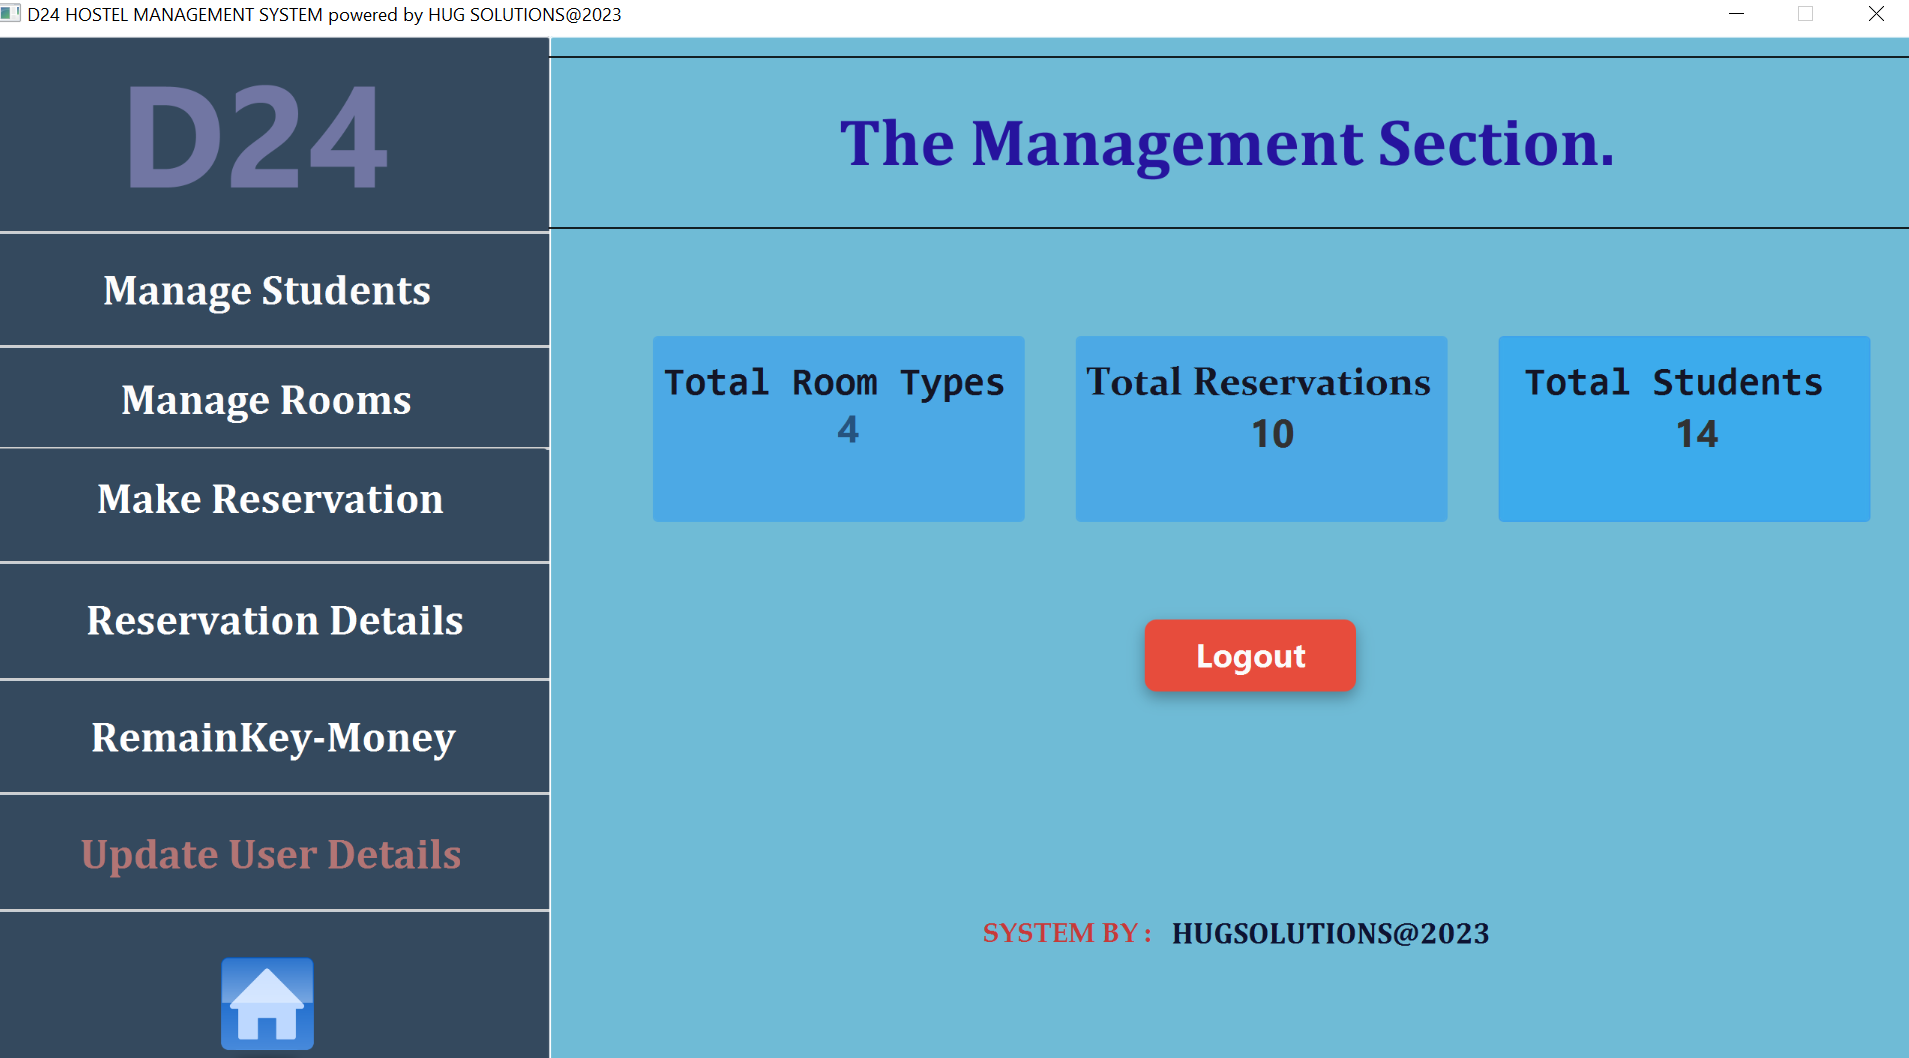 D24 HOSTEL MANAGEMENT SYSTEM powered by HUG SOLUTIONS@2023
D24
Manage Students
Manage Rooms
Make Reservation
Reservation Details
RemainKey-Money
Update User Details
The Management Section.
Total Room Types
4
Total Reservations
10
Total Students
14
Logout
SYSTEM BY : HUGSOLUTIONS@2023